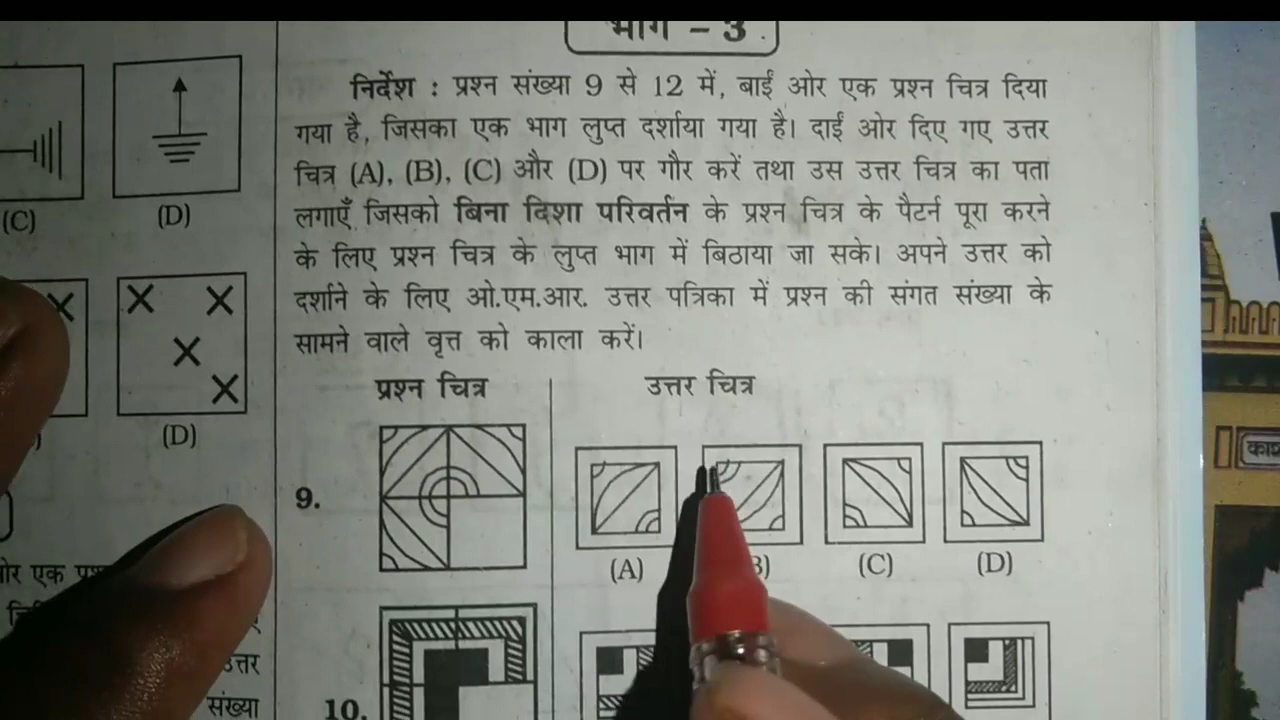 भाग – 3
निर्देश : प्रश्न संख्या 9 से 12 में, बाईं ओर एक प्रश्न चित्र दिया
गया है, जिसका एक भाग लुप्त दर्शाया गया है। दाईं ओर दिए गए उत्तर
चित्र (A), (B), (C) और (D) पर गौर करें तथा उस उत्तर चित्र का पता
लगाएँ जिसको बिना दिशा परिवर्तन के प्रश्न चित्र के पैटर्न पूरा करने
के लिए प्रश्न चित्र के लुप्त भाग में बिठाया जा सके। अपने उत्तर को
दर्शाने के लिए ओ.एम.आर. उत्तर पत्रिका में प्रश्न की संगत संख्या के
सामने वाले वृत्त को काला करें।
प्रश्न चित्र उत्तर चित्र
9.
(A) (C) (D)
10.
(C) (D)
(D)
ओर एक
उत्तर
संख्या